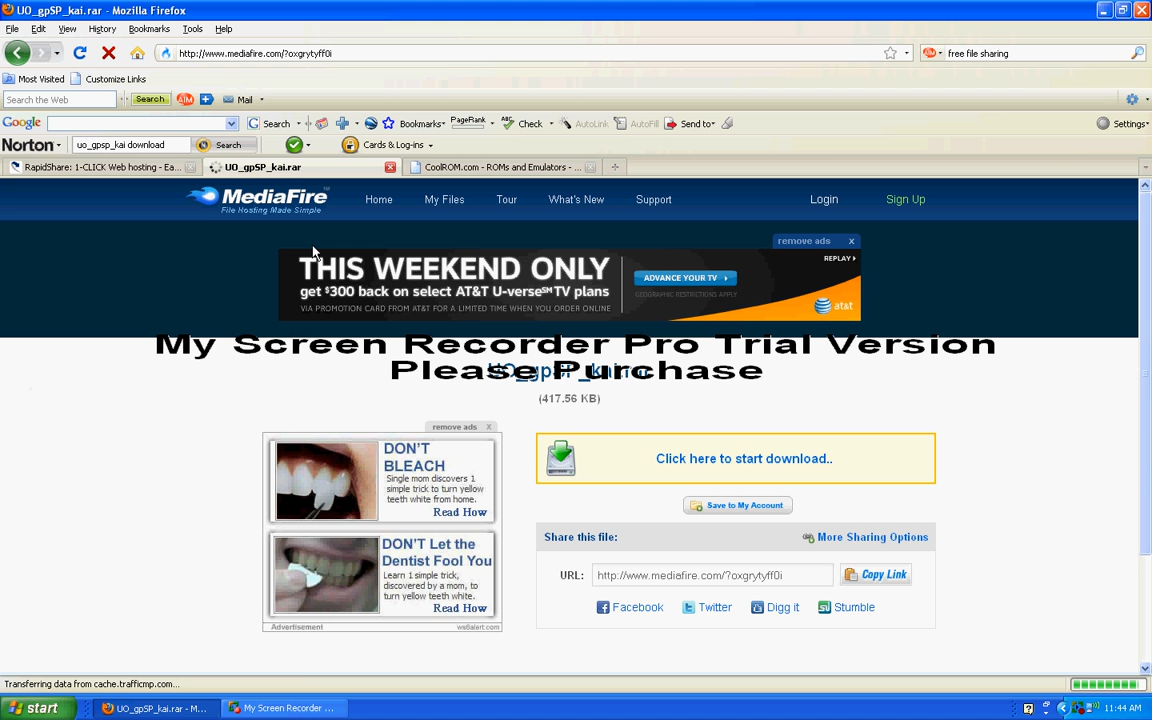 UO_gpSP_kai.rar - Mozilla Firefox
File Edit View History Bookmarks Tools Help
http://www.mediafire.com/?oxgrytyff0i
free file sharing
Most Visited Customize Links
Search the Web Search AIM Mail
Google Search Bookmarks PageRank Check AutoLink AutoFill Send to Settings
Norton uo_gpsp_kai download Search Cards & Log-ins
RapidShare: 1-CLICK Web hosting - Ea... UO_gpSP_kai.rar CoolROM.com - ROMs and Emulators - ...
MediaFire
File Hosting Made Simple
Home My Files Tour What's New Support Login Sign Up
remove ads x
THIS WEEKEND ONLY
get $300 back on select AT&T U-verse℠ TV plans
VIA PROMOTION CARD FROM AT&T FOR A LIMITED TIME WHEN YOU ORDER ONLINE
REPLAY
ADVANCE YOUR TV
GEOGRAPHIC RESTRICTIONS APPLY
at&t
My Screen Recorder Pro Trial Version
Please Purchase
UO_gpSP_kai.rar
(417.56 KB)
remove ads x
DON'T
BLEACH
Single mom discovers 1
simple trick to turn yellow
teeth white from home.
Read How
DON'T Let the
Dentist Fool You
Learn 1 simple trick,
discovered by a mom, to
turn yellow teeth white.
Read How
Advertisement ws6alert.com
Click here to start download..
Save to My Account
Share this file: More Sharing Options
URL: http://www.mediafire.com/?oxgrytyff0i Copy Link
Facebook Twitter Digg it Stumble
Transferring data from cache.trafficmp.com...
start UO_gpSP_kai.rar - M... My Screen Recorder ... 11:44 AM